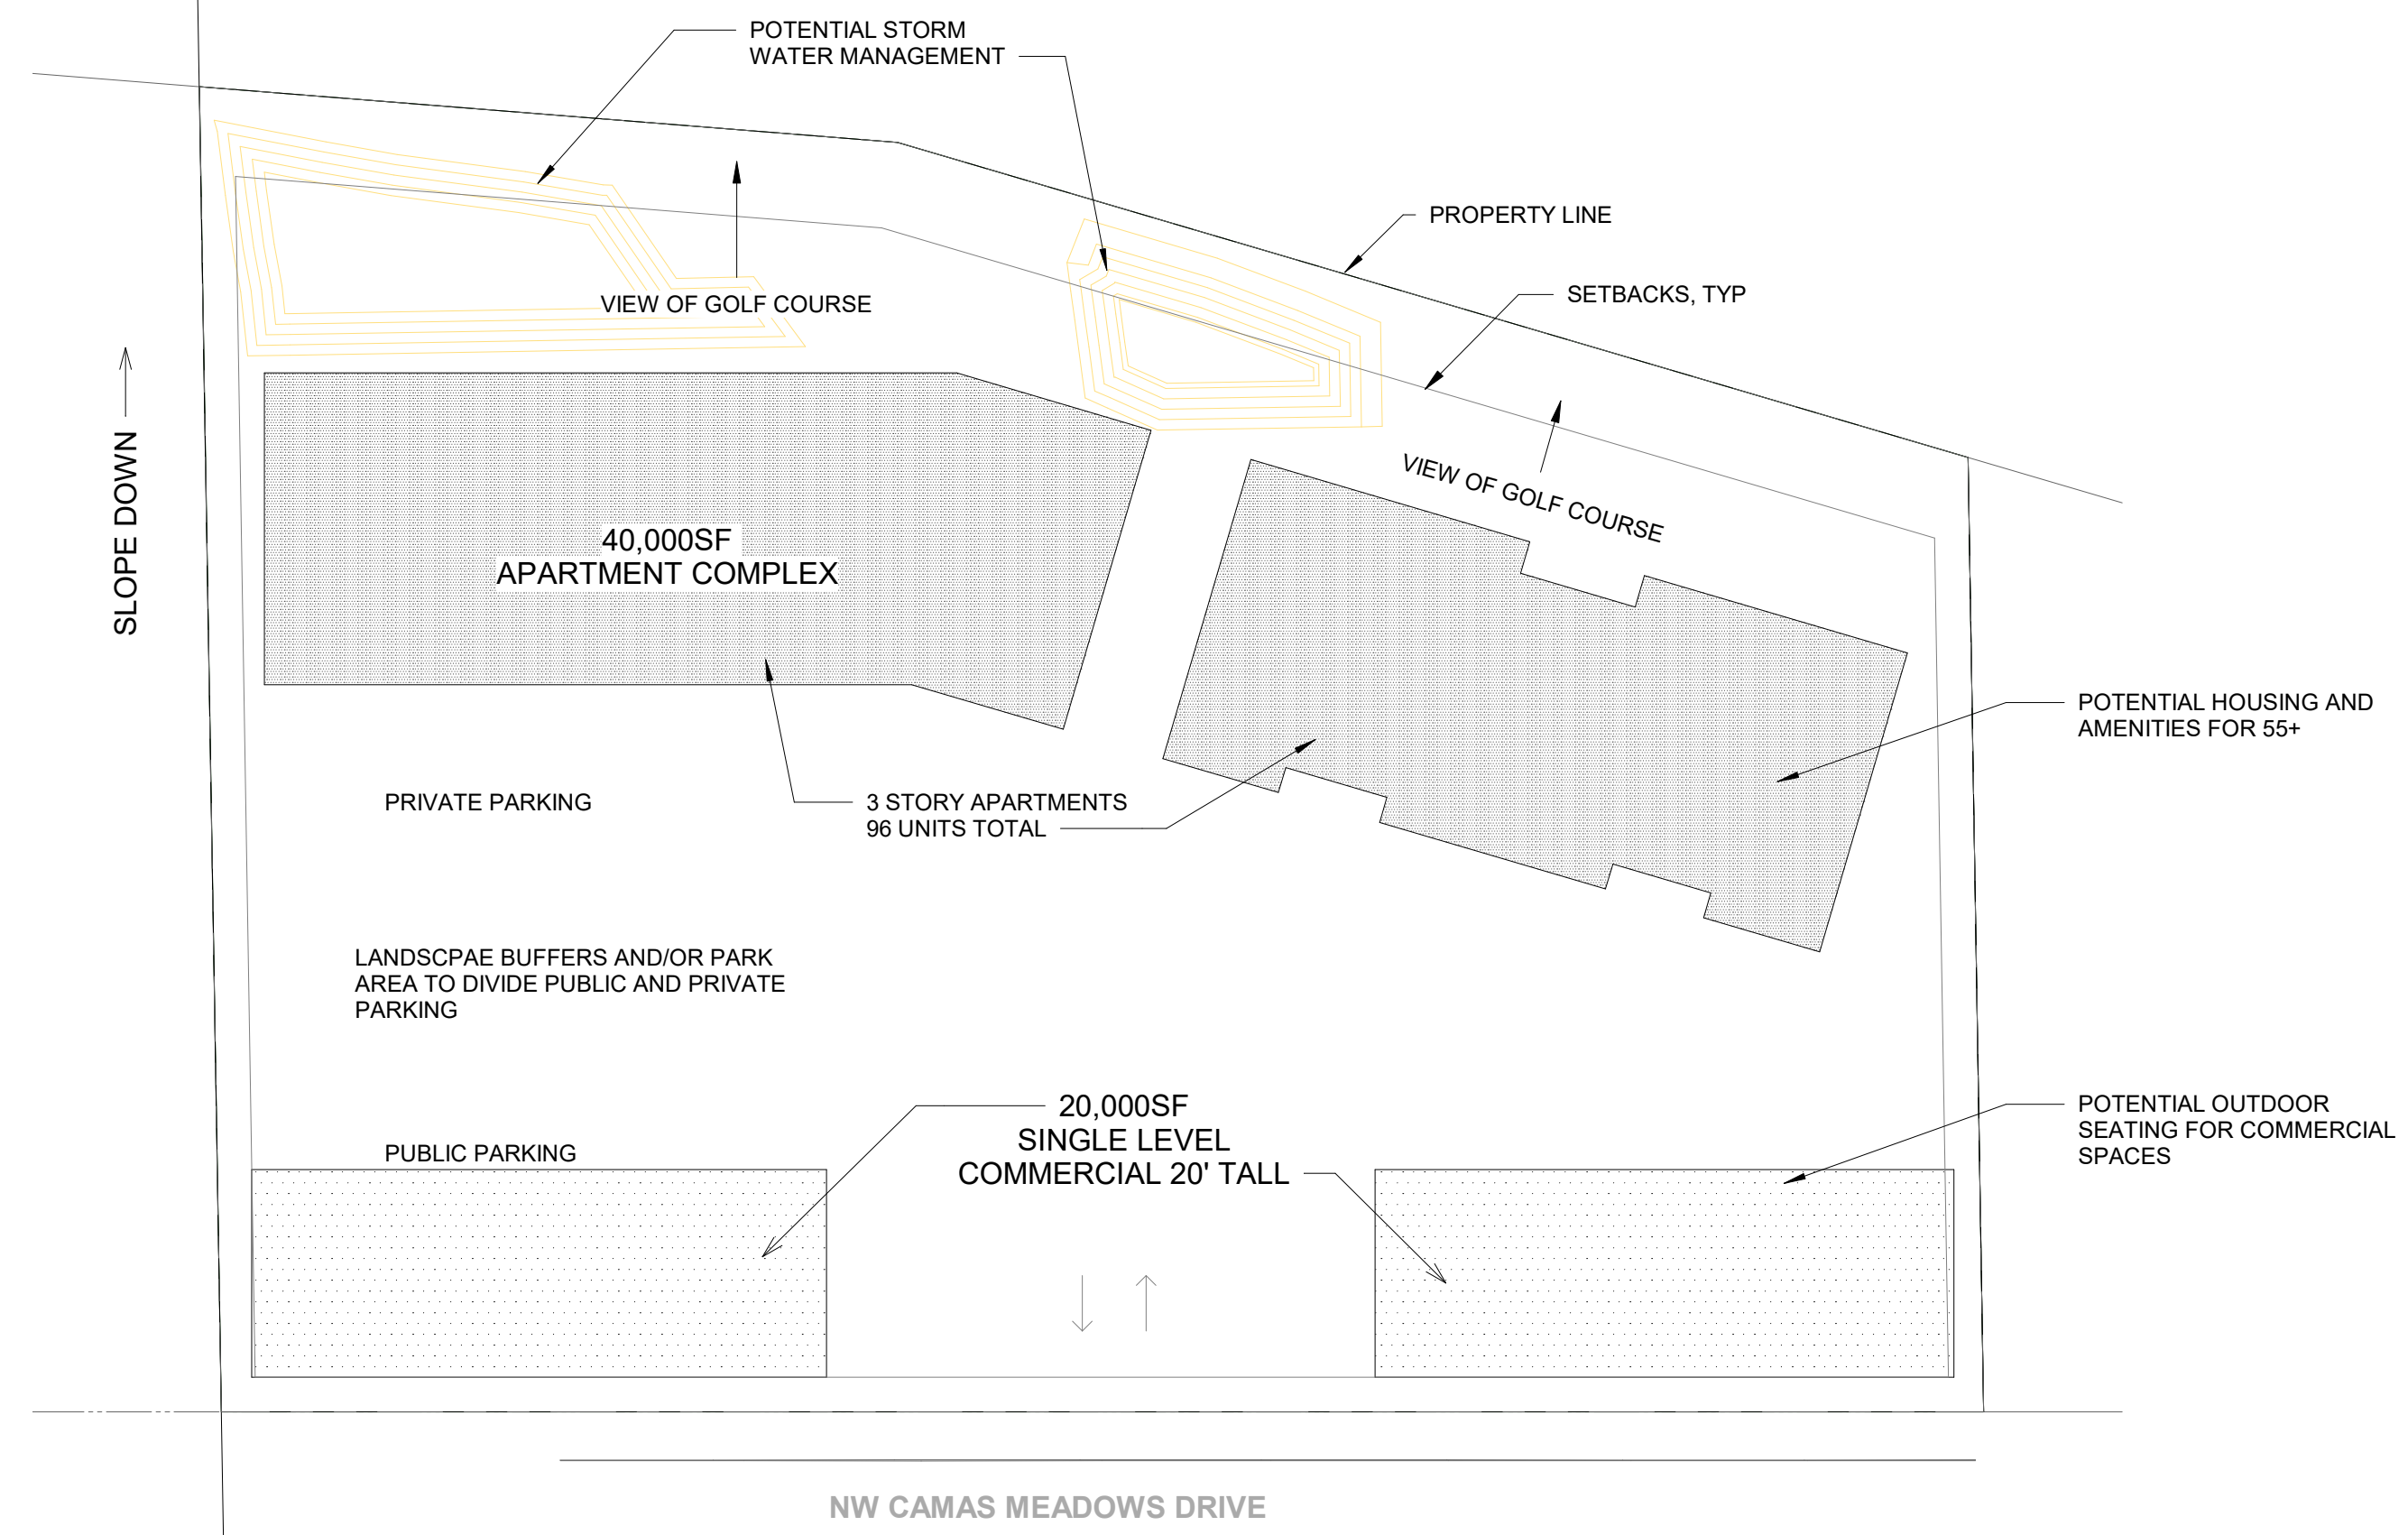 POTENTIAL STORM
WATER MANAGEMENT
PROPERTY LINE
SETBACKS, TYP
VIEW OF GOLF COURSE
SLOPE DOWN
VIEW OF GOLF COURSE
40,000SF
APARTMENT COMPLEX
POTENTIAL HOUSING AND
AMENITIES FOR 55+
PRIVATE PARKING
3 STORY APARTMENTS
96 UNITS TOTAL
LANDSCPAE BUFFERS AND/OR PARK
AREA TO DIVIDE PUBLIC AND PRIVATE
PARKING
20,000SF
SINGLE LEVEL
COMMERCIAL 20' TALL
POTENTIAL OUTDOOR
SEATING FOR COMMERCIAL
SPACES
PUBLIC PARKING
NW CAMAS MEADOWS DRIVE